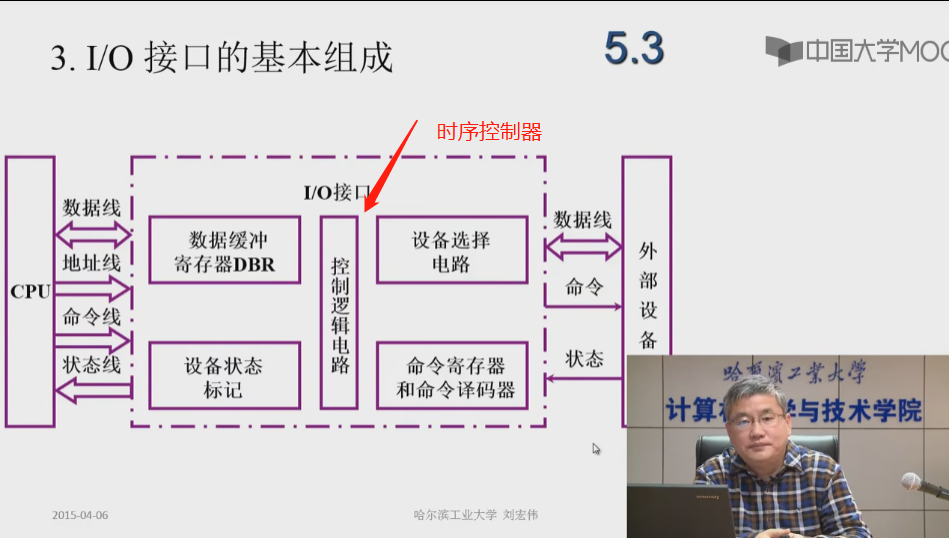 3. I/O 接口的基本组成
5.3
中国大学MOO
时序控制器
I/O接口
CPU
数据线
地址线
命令线
状态线
数据缓冲
寄存器DBR
设备状态
标记
控制逻辑电路
设备选择
电路
命令寄存器
和命令译码器
数据线
命令
状态
外部设备
哈尔滨工业大学
计算机
学与技术学院
2015-04-06
哈尔滨工业大学 刘宏伟